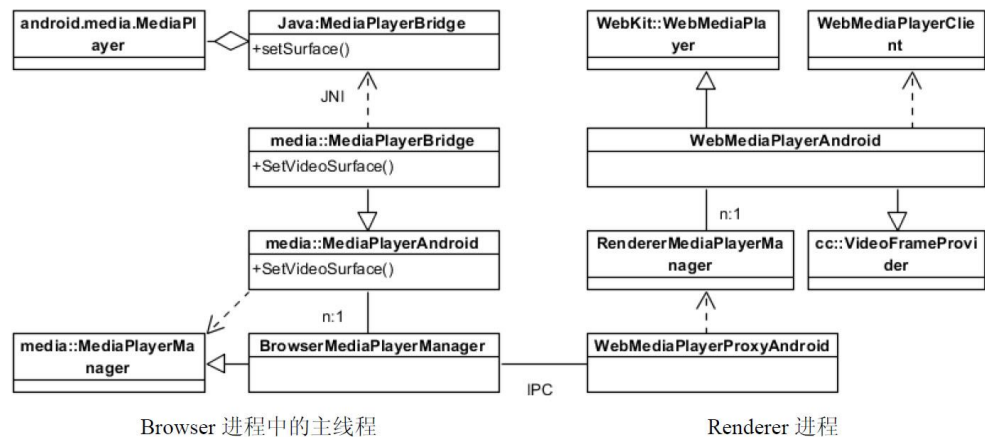 android.media.MediaPl
ayer
Java:MediaPlayerBridge
+setSurface()
JNI
media::MediaPlayerBridge
+SetVideoSurface()
media::MediaPlayerAndroid
+SetVideoSurface()
n:1
media::MediaPlayerMa
nager
BrowserMediaPlayerManager
IPC
Browser 进程中的主线程
WebKit::WebMediaPla
yer
WebMediaPlayerClie
nt
WebMediaPlayerAndroid
n:1
RendererMediaPlayerMa
nager
cc::VideoFrameProvi
der
WebMediaPlayerProxyAndroid
Renderer 进程